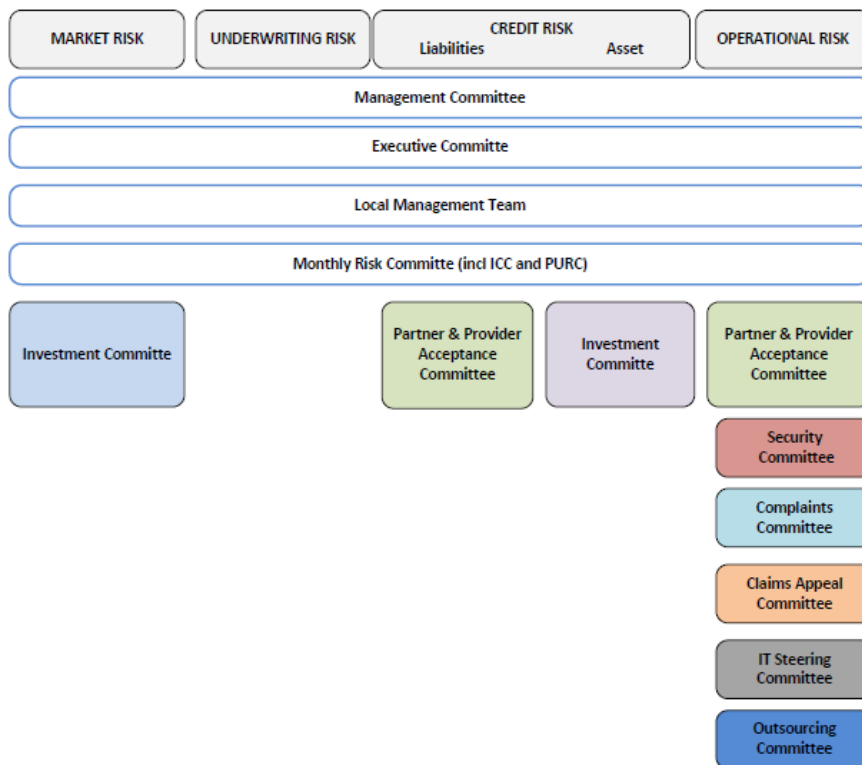 MARKET RISK
UNDERWRITING RISK
CREDIT RISK
Liabilities Asset
OPERATIONAL RISK
Management Committee
Executive Committe
Local Management Team
Monthly Risk Committe (incl ICC and PURC)
Investment Committe
Partner & Provider
Acceptance
Committee
Investment
Committe
Partner & Provider
Acceptance
Committee
Security
Committee
Complaints
Committee
Claims Appeal
Committee
IT Steering
Committee
Outsourcing
Committee